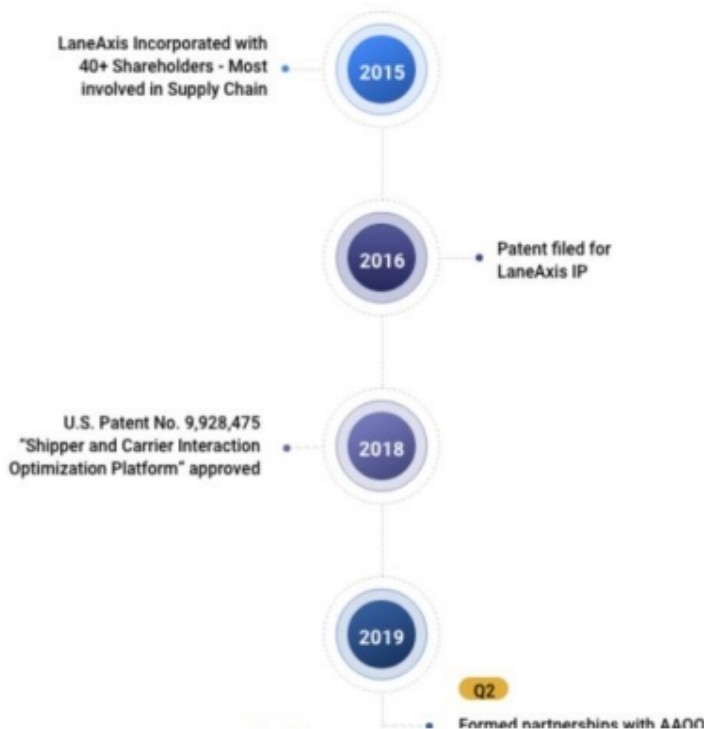 LaneAxis Incorporated with
40+ Shareholders - Most
involved in Supply Chain
2015
2016
Patent filed for
LaneAxis IP
U.S. Patent No. 9,928,475
“Shipper and Carrier Interaction
Optimization Platform” approved
2018
2019
Q2
Formed partnerships with